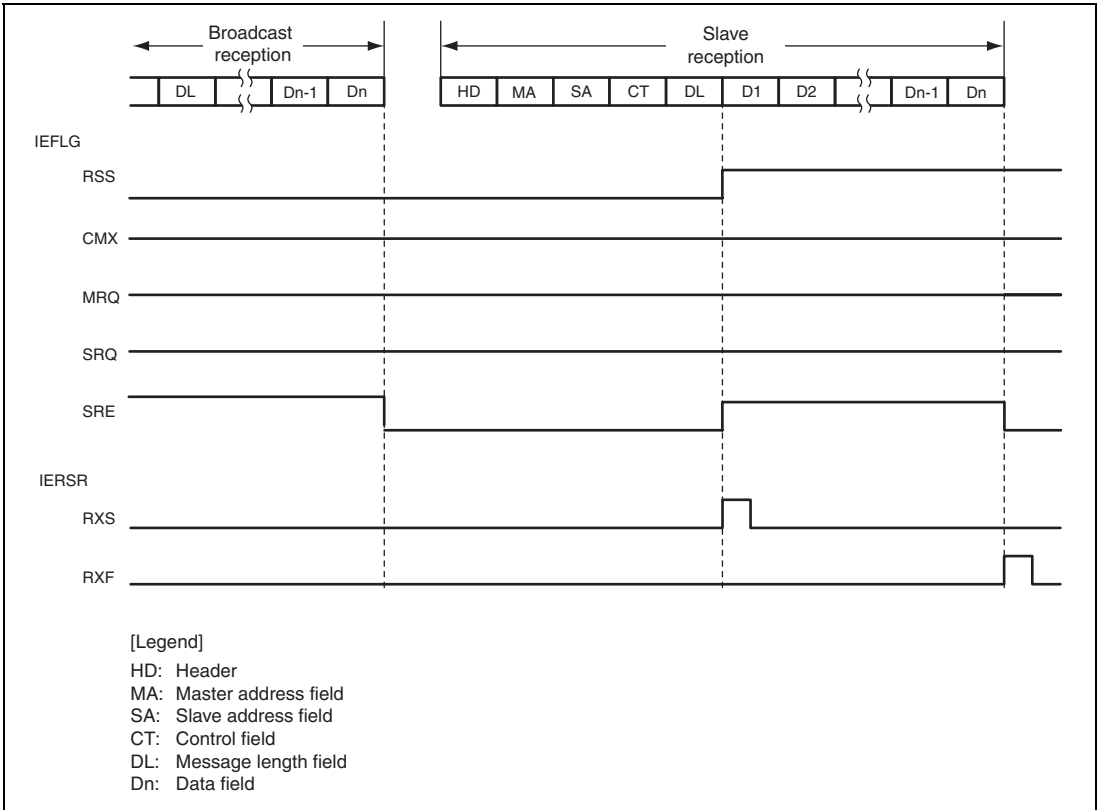 Broadcast
reception
Slave
reception
DL Dn-1 Dn HD MA SA CT DL D1 D2 Dn-1 Dn
IEFLG
RSS
CMX
MRQ
SRQ
SRE
IERSR
RXS
RXF
[Legend]
HD: Header
MA: Master address field
SA: Slave address field
CT: Control field
DL: Message length field
Dn: Data field